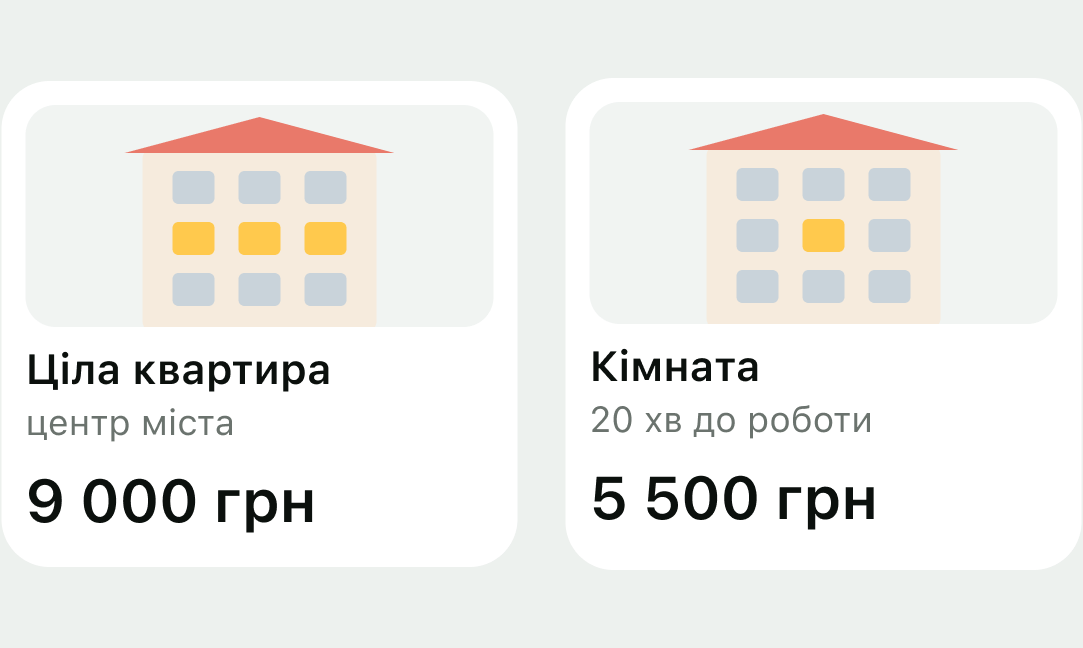 Ціла квартира
центр міста
9 000 грн
Кімната
20 хв до роботи
5 500 грн